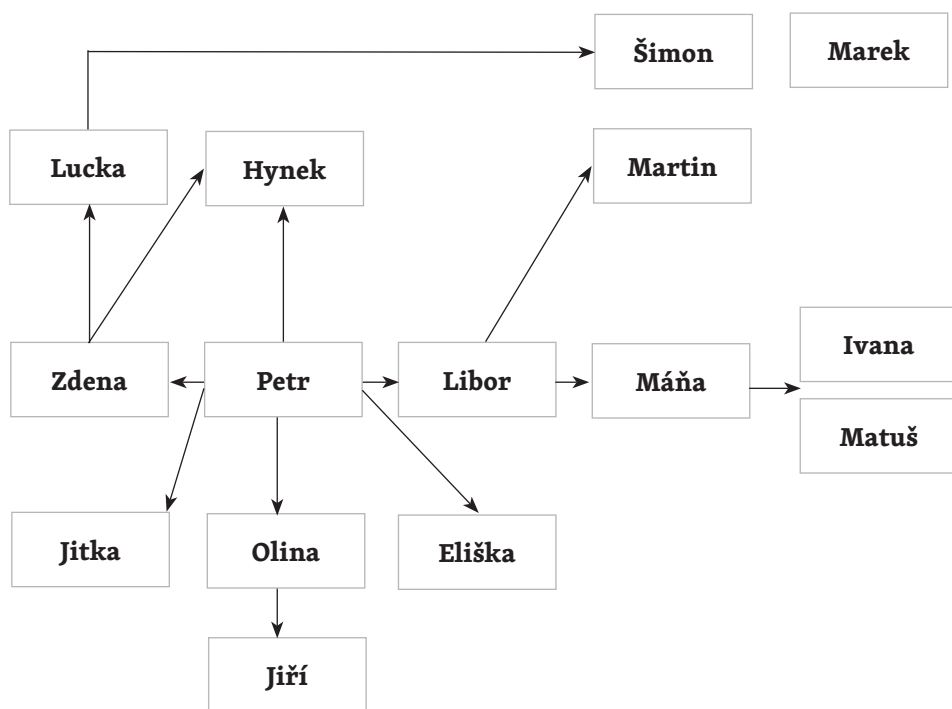 Šimon
Marek
Lucka
Hynek
Martin
Zdena
Petr
Libor
Máňa
Ivana
Matuš
Jitka
Olina
Eliška
Jiří